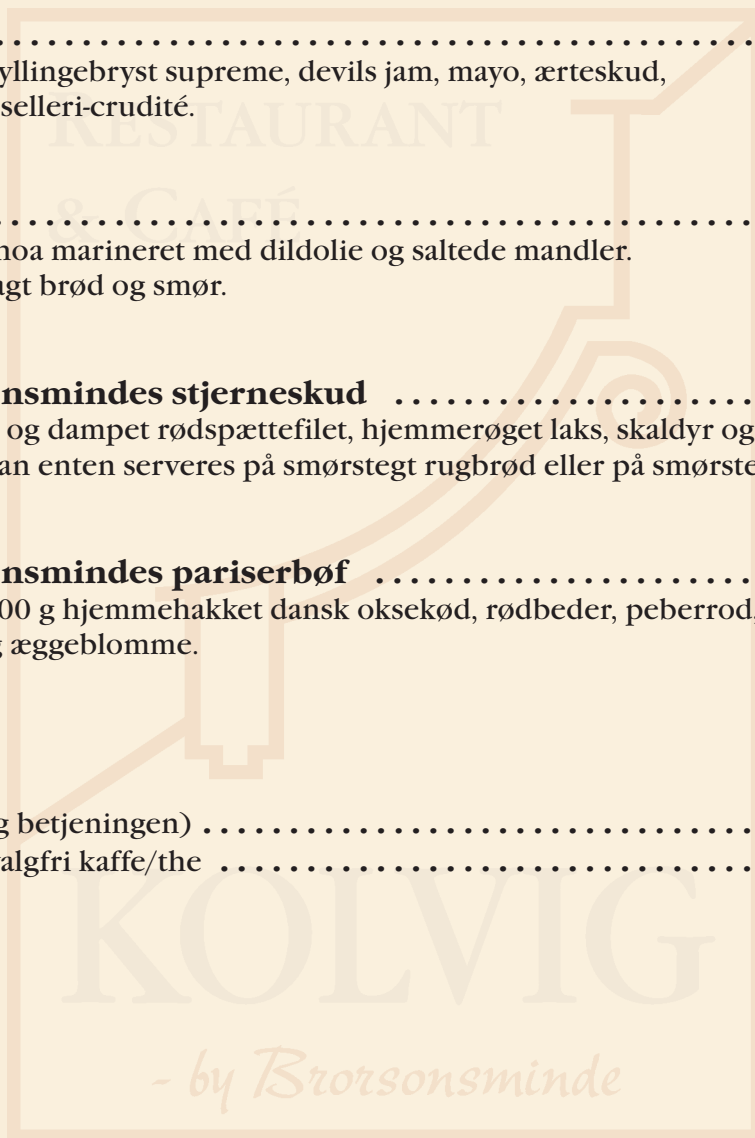 yllingebryst supreme, devils jam, mayo, ærteskud,
selleri-crudité.
RESTAURANT
& CAFÉ
noa marineret med dildolie og saltede mandler.
agt brød og smør.
nsmindes stjerneskud ........................
og dampet rødspættefilet, hjemmerøget laks, skaldyr og
an enten serveres på smørstegt rugbrød eller på smørste
nsmindes pariserbøf ........................
00 g hjemmehakket dansk oksekød, rødbeder, peberrod,
g æggeblomme.
g betjeningen) ........................
algfri kaffe/the ........................
KOLVIG
- by Brorsonsminde